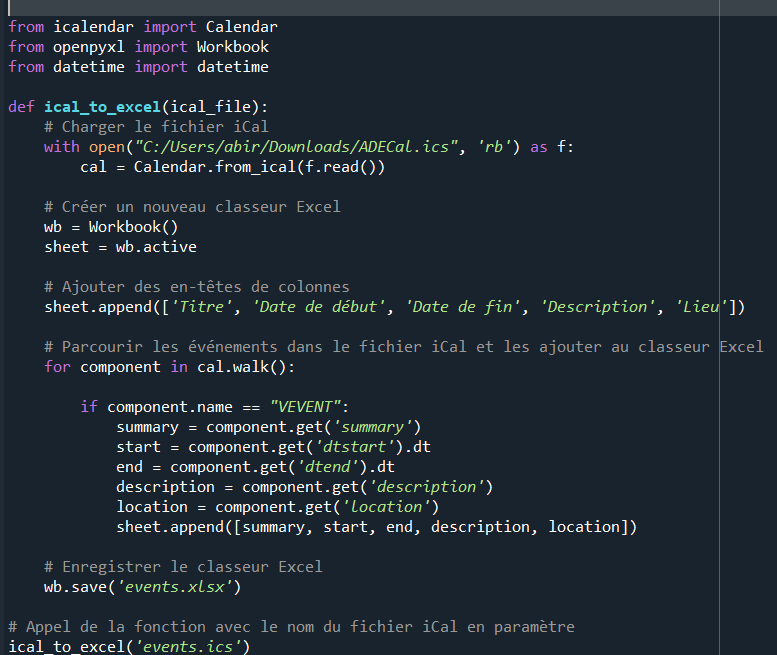 from icalendar import Calendar
from openpyxl import Workbook
from datetime import datetime

def ical_to_excel(ical_file):
    # Charger le fichier iCal
    with open("C:/Users/abir/Downloads/ADECal.ics", 'rb') as f:
        cal = Calendar.from_ical(f.read())

    # Créer un nouveau classeur Excel
    wb = Workbook()
    sheet = wb.active

    # Ajouter des en-têtes de colonnes
    sheet.append(['Titre', 'Date de début', 'Date de fin', 'Description', 'Lieu'])

    # Parcourir les événements dans le fichier iCal et les ajouter au classeur Excel
    for component in cal.walk():

        if component.name == "VEVENT":
            summary = component.get('summary')
            start = component.get('dtstart').dt
            end = component.get('dtend').dt
            description = component.get('description')
            location = component.get('location')
            sheet.append([summary, start, end, description, location])

    # Enregistrer le classeur Excel
    wb.save('events.xlsx')

# Appel de la fonction avec le nom du fichier iCal en paramètre
ical_to_excel('events.ics')